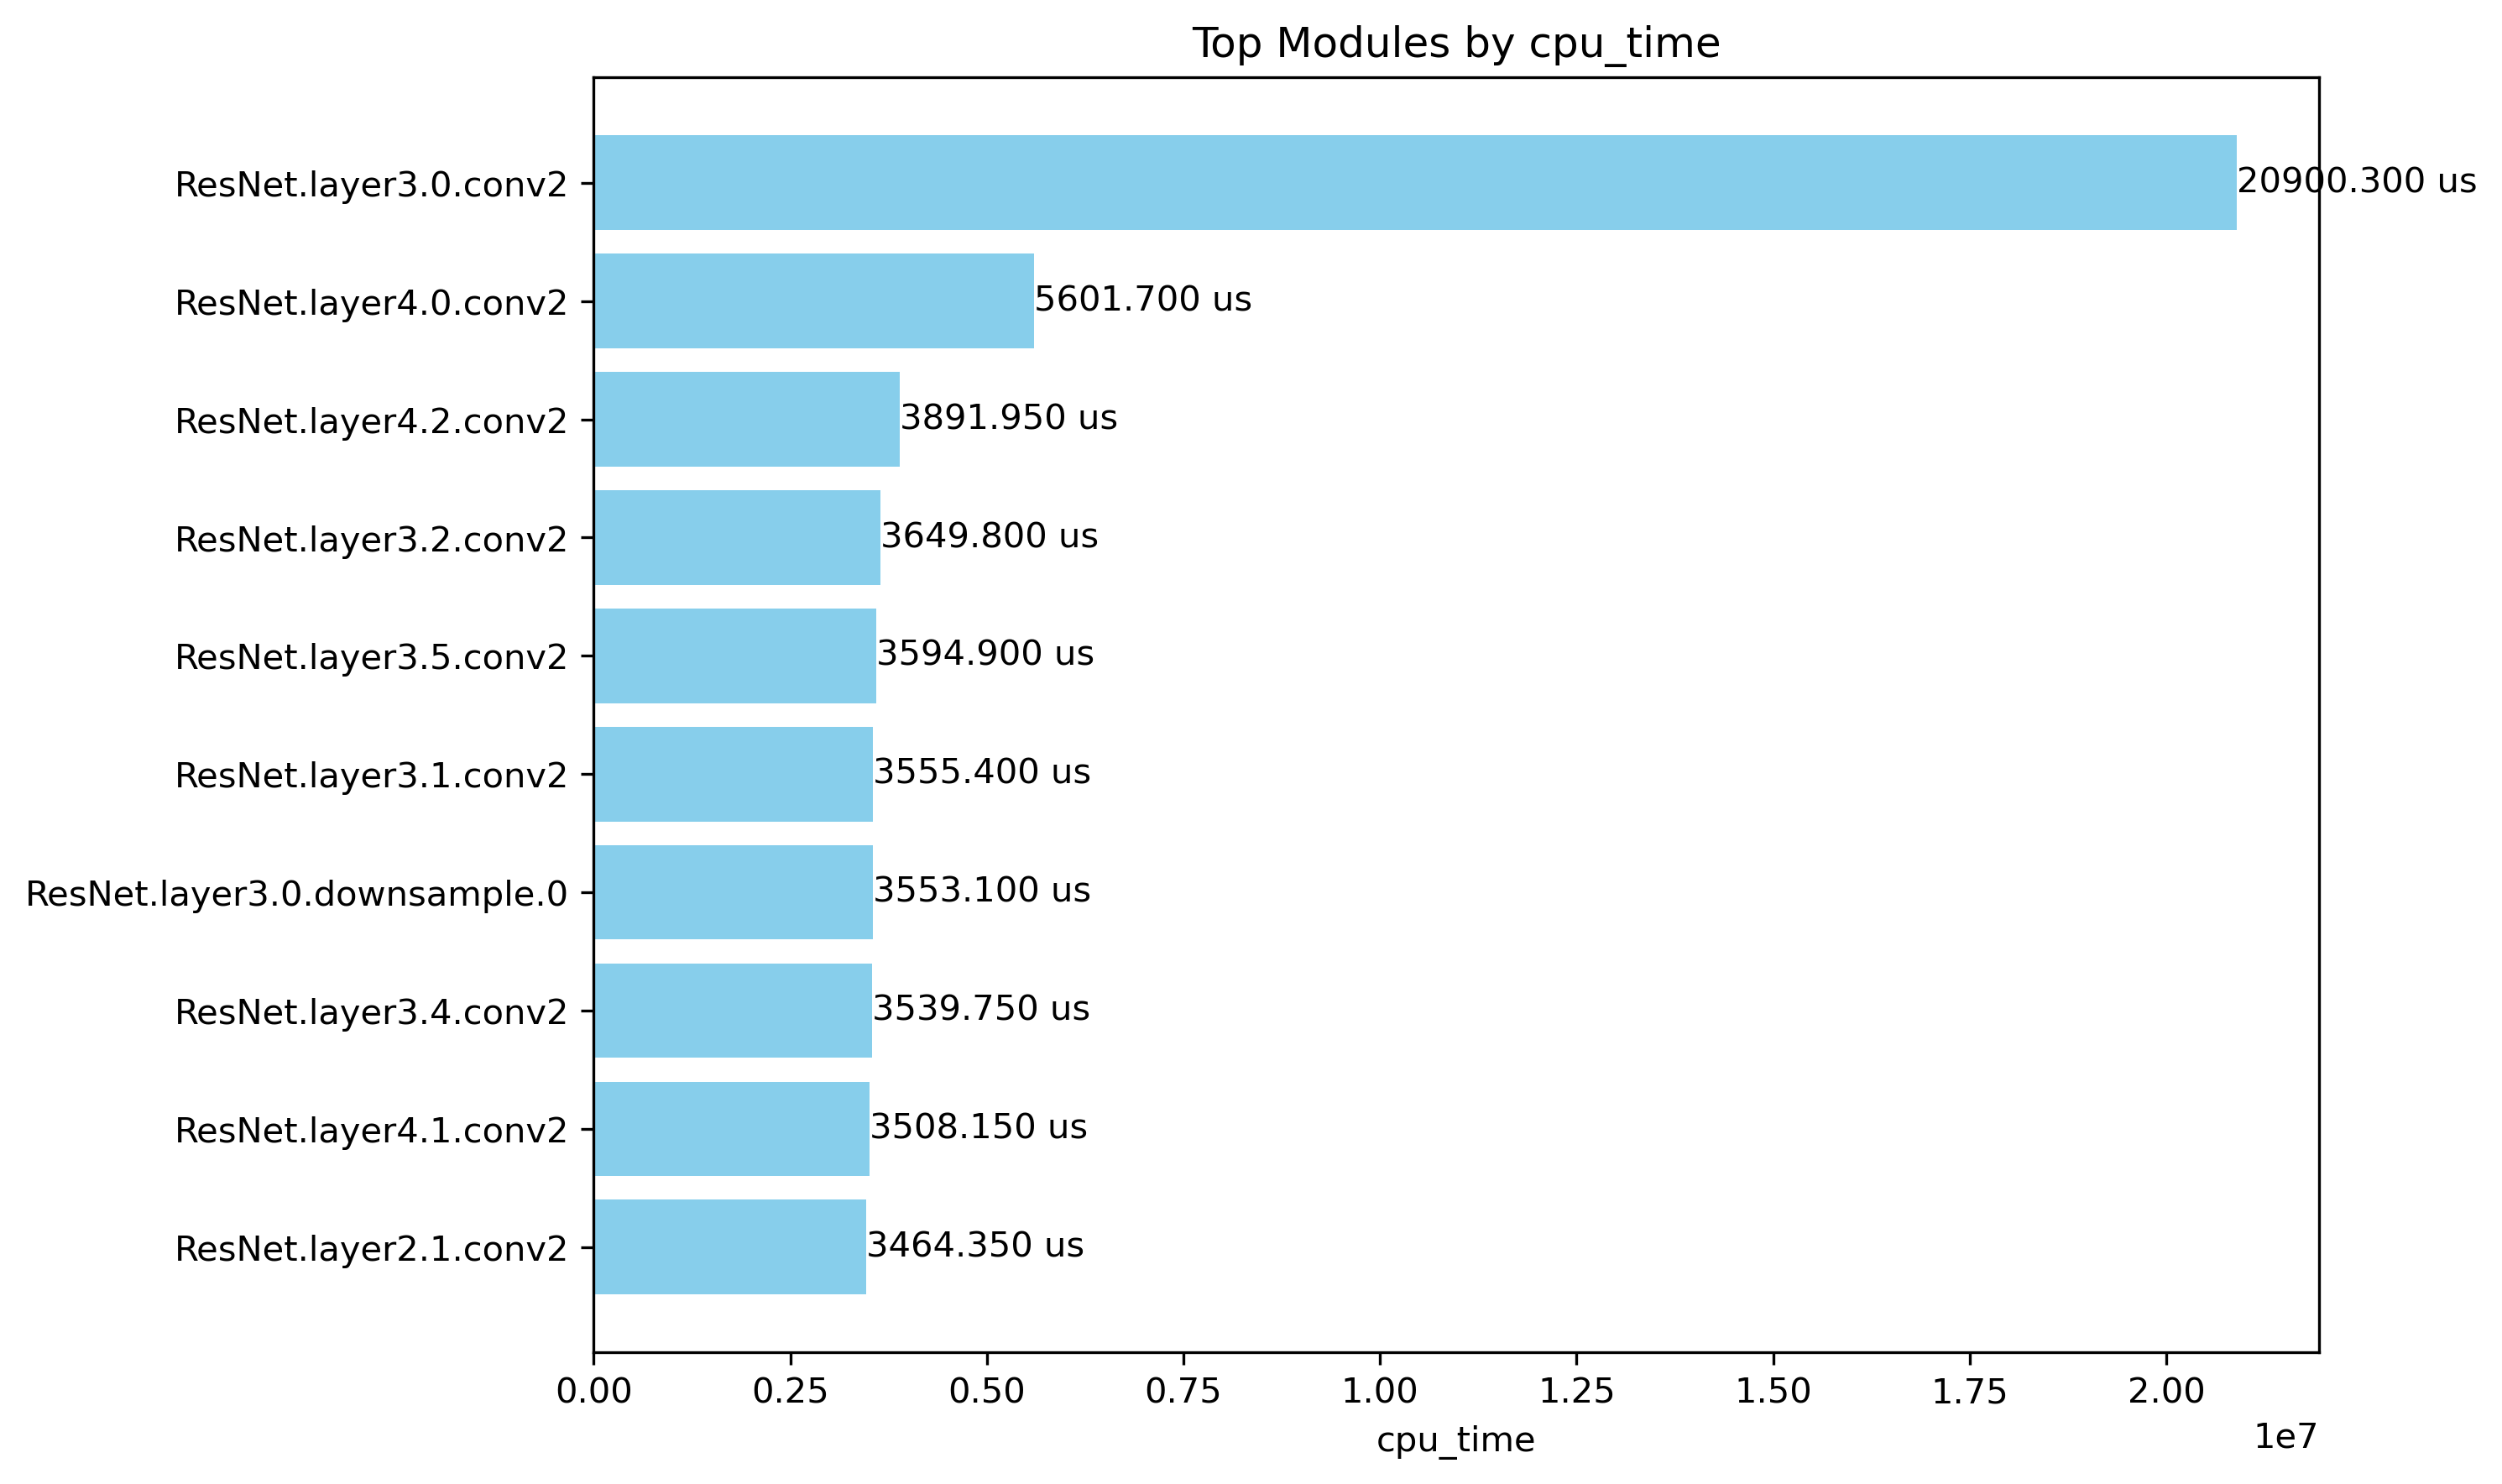 Top Modules by cpu_time
ResNet.layer3.0.conv2 20900.300 us
ResNet.layer4.0.conv2 5601.700 us
ResNet.layer4.2.conv2 3891.950 us
ResNet.layer3.2.conv2 3649.800 us
ResNet.layer3.5.conv2 3594.900 us
ResNet.layer3.1.conv2 3555.400 us
ResNet.layer3.0.downsample.0 3553.100 us
ResNet.layer3.4.conv2 3539.750 us
ResNet.layer4.1.conv2 3508.150 us
ResNet.layer2.1.conv2 3464.350 us
0.00 0.25 0.50 0.75 1.00 1.25 1.50 1.75 2.00
1e7
cpu_time